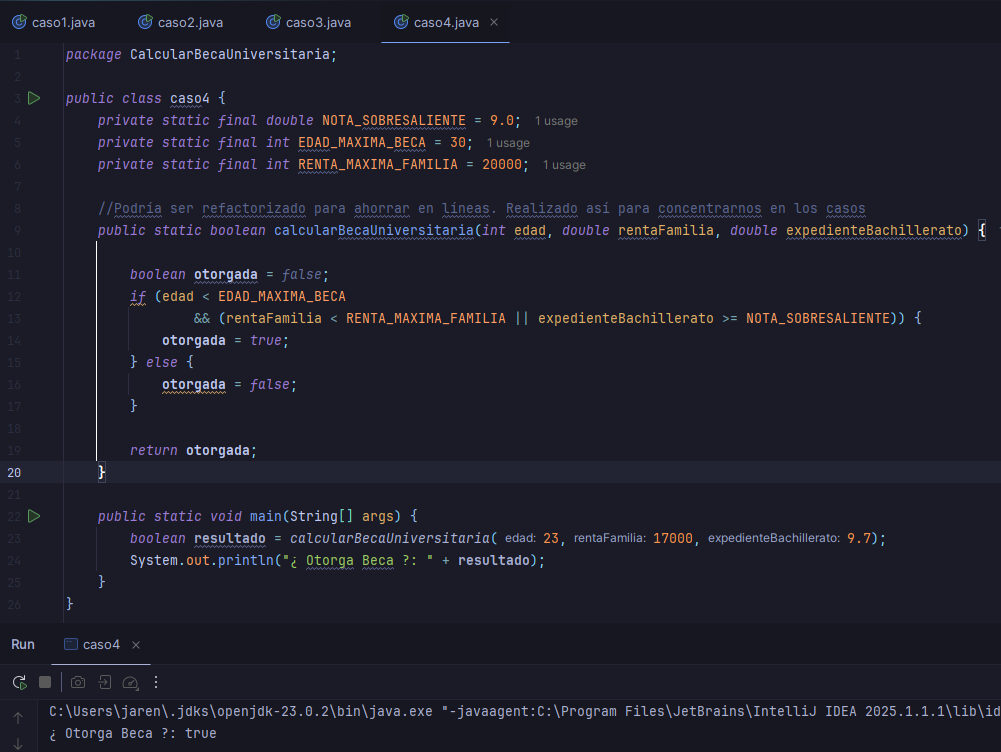 caso1.java caso2.java caso3.java caso4.java ×
1 package CalcularBecaUniversitaria;
2
3 public class caso4 {
4 private static final double NOTA_SOBRESALIENTE = 9.0; 1 usage
5 private static final int EDAD_MAXIMA_BECA = 30; 1 usage
6 private static final int RENTA_MAXIMA_FAMILIA = 20000; 1 usage
7
8 //Podría ser refactorizado para ahorrar en lineas. Realizado así para concentrarnos en los casos
9 public static boolean calcularBecaUniversitaria(int edad, double rentaFamilia, double expedienteBachillerato) {
10
11 boolean otorgada = false;
12 if (edad < EDAD_MAXIMA_BECA
13 && (rentaFamilia < RENTA_MAXIMA_FAMILIA || expedienteBachillerato >= NOTA_SOBRESALIENTE)) {
14 otorgada = true;
15 } else {
16 otorgada = false;
17 }
18
19 return otorgada;
20 }
21
22 public static void main(String[] args) {
23 boolean resultado = calcularBecaUniversitaria( edad: 23, rentaFamilia: 17000, expedienteBachillerato: 9.7);
24 System.out.println("¿ Otorga Beca ?: " + resultado);
25 }
26 }
Run caso4 ×
C:\Users\jaren\.jdks\openjdk-23.0.2\bin\java.exe "-javaagent:C:\Program Files\JetBrains\IntelliJ IDEA 2025.1.1.1\lib\id
¿ Otorga Beca ?: true